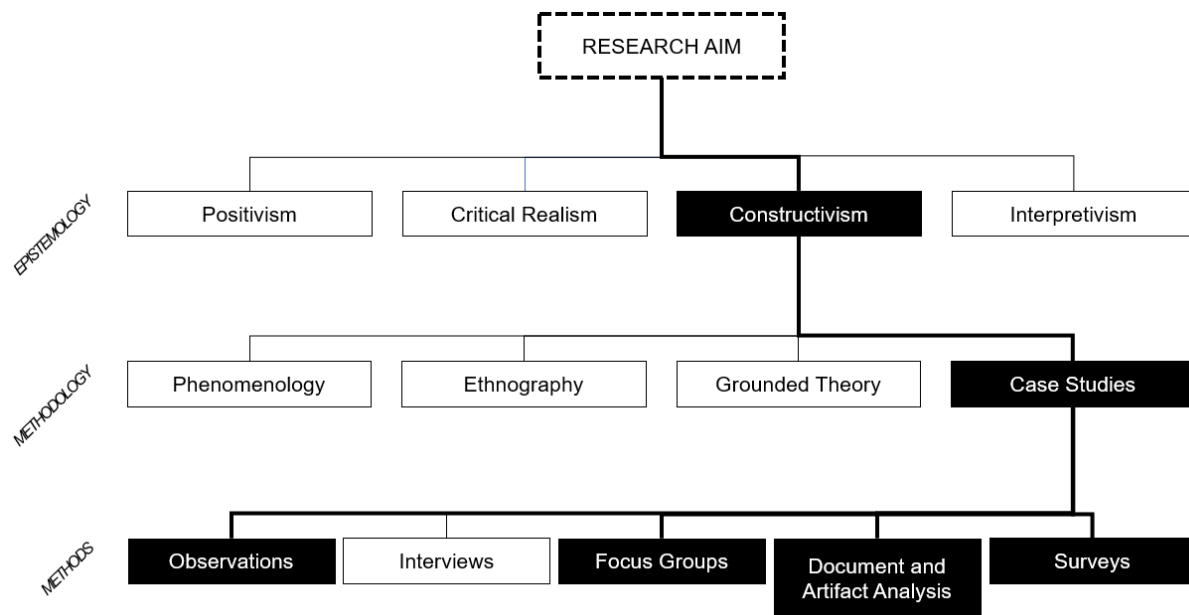 RESEARCH AIM
EPISTEMOLOGY
Positivism
Critical Realism
Constructivism
Interpretivism
METHODOLOGY
Phenomenology
Ethnography
Grounded Theory
Case Studies
METHODS
Observations
Interviews
Focus Groups
Document and
Artifact Analysis
Surveys